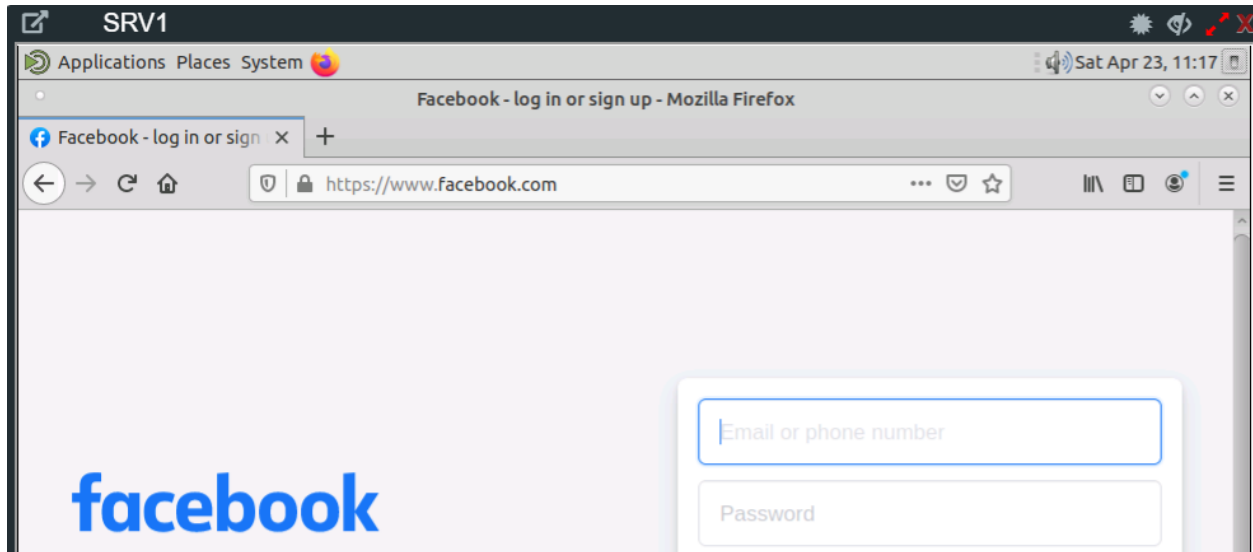 SRV1
Applications Places System Sat Apr 23, 11:17
Facebook - log in or sign up - Mozilla Firefox
Facebook - log in or sign
https://www.facebook.com
Email or phone number
facebook
Password